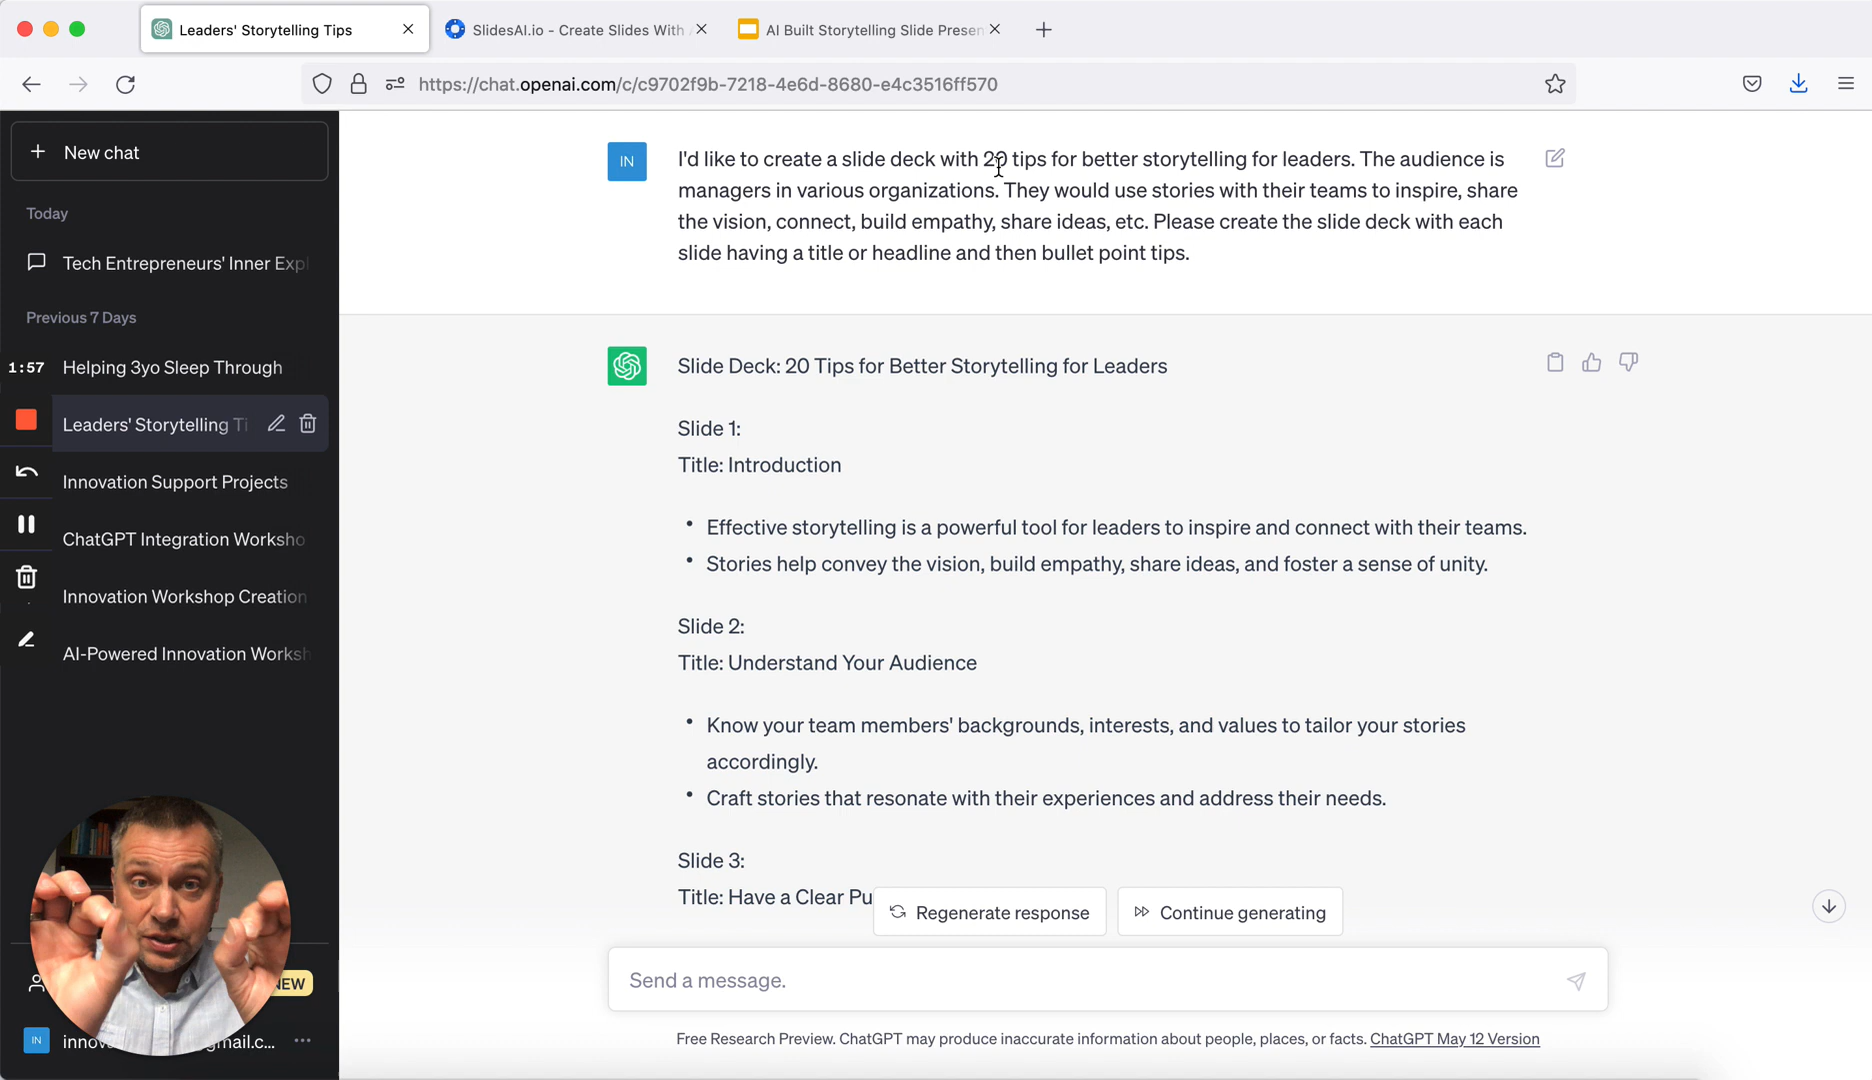 Leaders' Storytelling Tips
SlidesAI.io - Create Slides With
AI Built Storytelling Slide Presen
https://chat.openai.com/c/c9702f9b-7218-4e6d-8680-e4c3516ff570
New chat
Today
Tech Entrepreneurs' Inner Expl
Previous 7 Days
1:57
Helping 3yo Sleep Through
Leaders' Storytelling Ti
Innovation Support Projects
ChatGPT Integration Worksho
Innovation Workshop Creation
AI-Powered Innovation Worksh
NEW
IN
innov
mail.c...
IN
I'd like to create a slide deck with 20 tips for better storytelling for leaders. The audience is
managers in various organizations. They would use stories with their teams to inspire, share
the vision, connect, build empathy, share ideas, etc. Please create the slide deck with each
slide having a title or headline and then bullet point tips.
Slide Deck: 20 Tips for Better Storytelling for Leaders
Slide 1:
Title: Introduction
• Effective storytelling is a powerful tool for leaders to inspire and connect with their teams.
• Stories help convey the vision, build empathy, share ideas, and foster a sense of unity.
Slide 2:
Title: Understand Your Audience
• Know your team members' backgrounds, interests, and values to tailor your stories
accordingly.
• Craft stories that resonate with their experiences and address their needs.
Slide 3:
Title: Have a Clear Pu
Regenerate response
Continue generating
Send a message.
Free Research Preview. ChatGPT may produce inaccurate information about people, places, or facts. ChatGPT May 12 Version